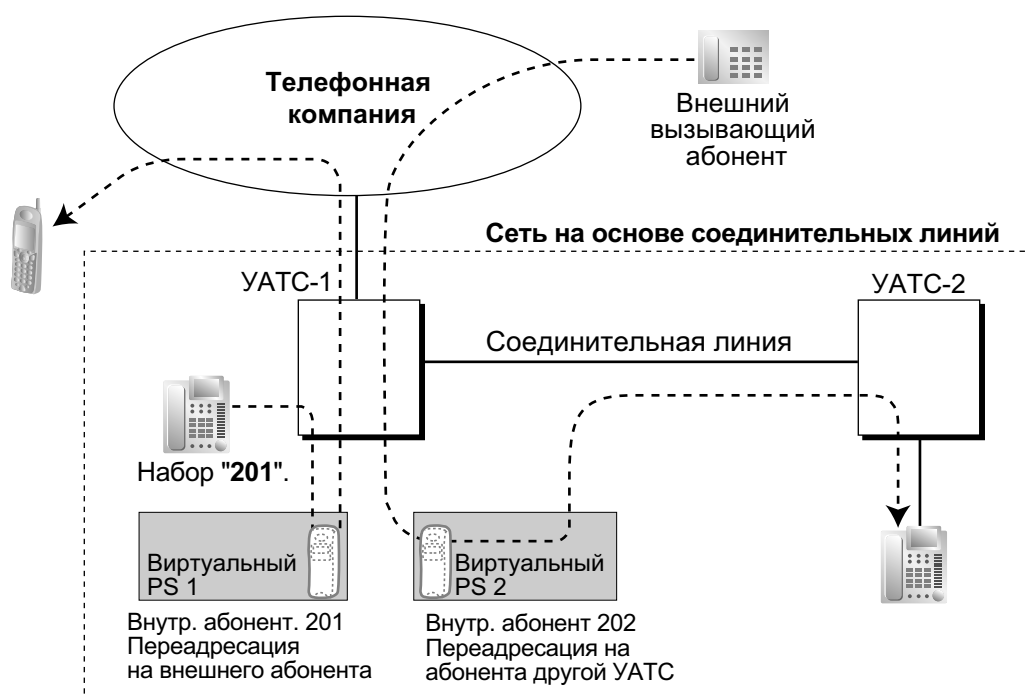 Телефонная
компания
Внешний
вызывающий
абонент
Сеть на основе соединительных линий
УАТС-1
УАТС-2
Соединительная линия
Набор "201".
Виртуальный
PS 1
Виртуальный
PS 2
Внутр. абонент. 201
Переадресация
на внешнего абонента
Внутр. абонент 202
Переадресация на
абонента другой УАТС